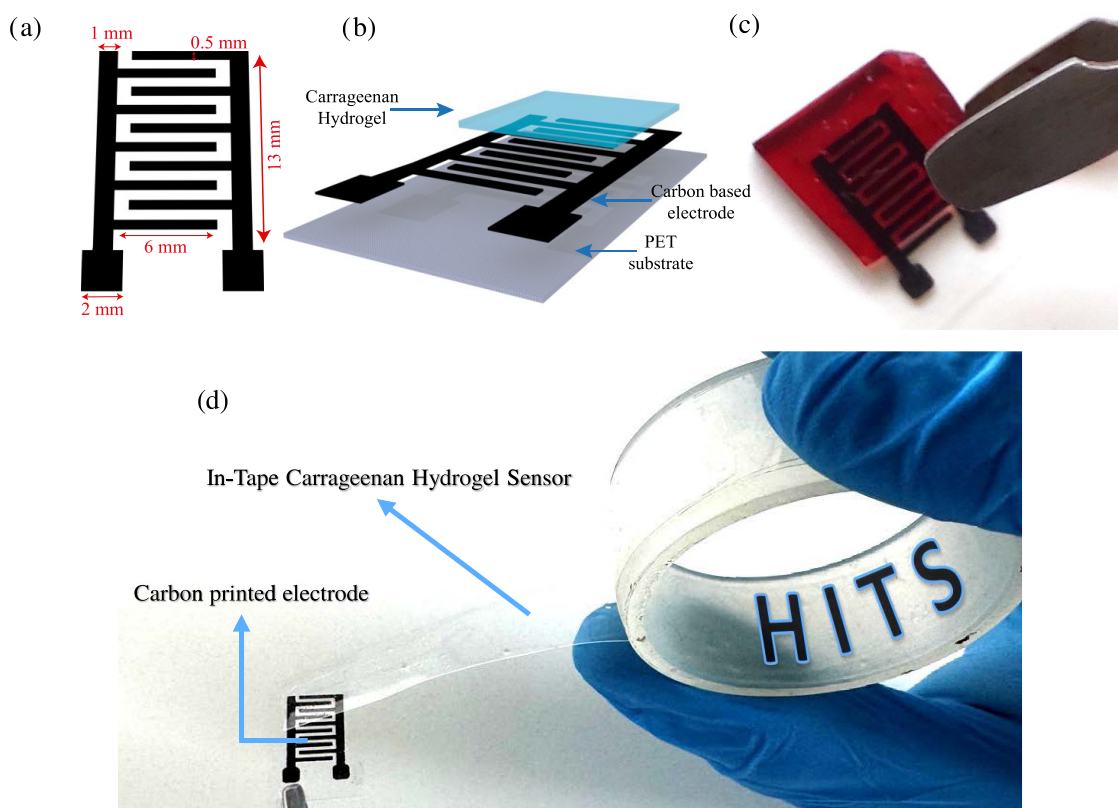 (a)
1 mm
0.5 mm
13 mm
6 mm
2 mm
(b)
Carrageenan
Hydrogel
Carbon based
electrode
PET
substrate
(c)
(d)
In-Tape Carrageenan Hydrogel Sensor
Carbon printed electrode
HITS